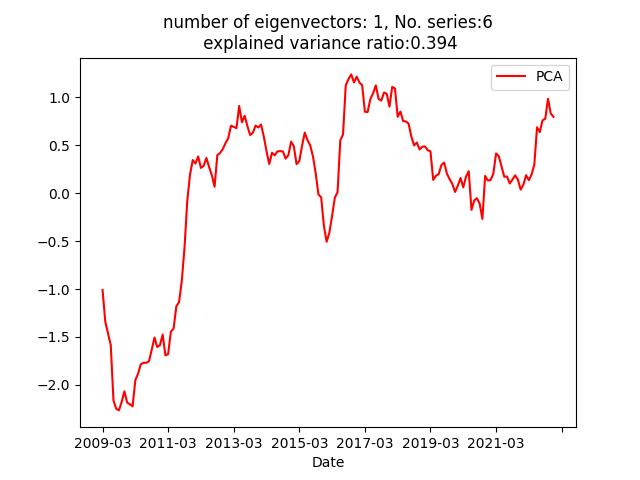 number of eigenvectors: 1, No. series:6
explained variance ratio:0.394
PCA
1.0
0.5
0.0
−0.5
−1.0
−1.5
−2.0
2009-03 2011-03 2013-03 2015-03 2017-03 2019-03 2021-03
Date